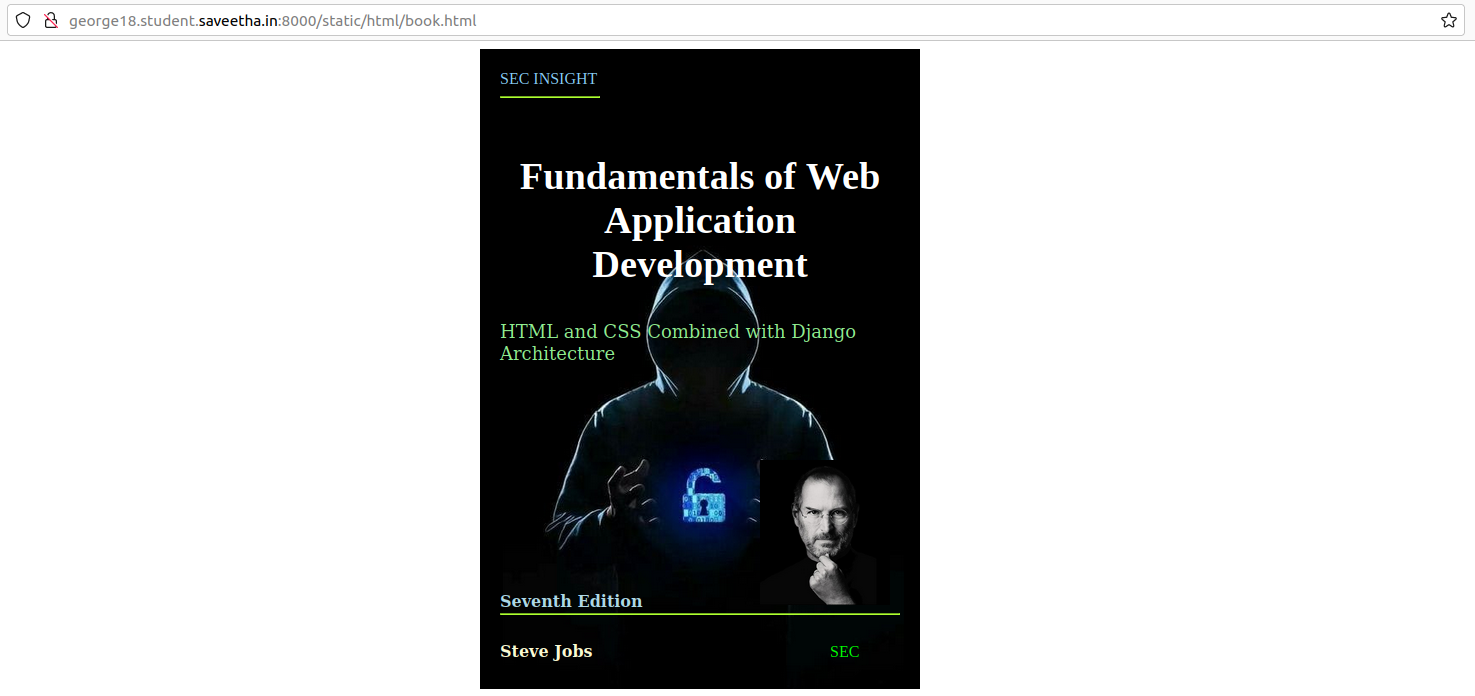 george18.student.saveetha.in:8000/static/html/book.html
SEC INSIGHT
Fundamentals of Web
Application
Development
HTML and CSS Combined with Django
Architecture
Seventh Edition
Steve Jobs
SEC